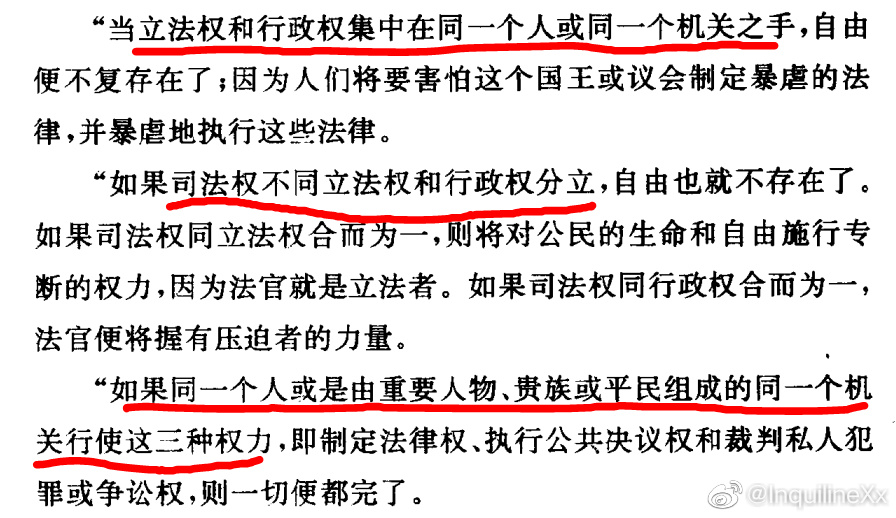 “当立法权和行政权集中在同一个人或同一个机关之手,自由
便不复存在了;因为人们将要害怕这个国王或议会制定暴虐的法
律,并暴虐地执行这些法律。
“如果司法权不同立法权和行政权分立,自由也就不存在了。
如果司法权同立法权合而为一,则将对公民的生命和自由施行专
断的权力,因为法官就是立法者。如果司法权同行政权合而为一,
法官便将握有压迫者的力量。
“如果同一个人或是由重要人物、贵族或平民组成的同一个机
关行使这三种权力,即制定法律权、执行公共决议权和裁判私人犯
罪或争讼权,则一切便都完了。
@InquilineXx